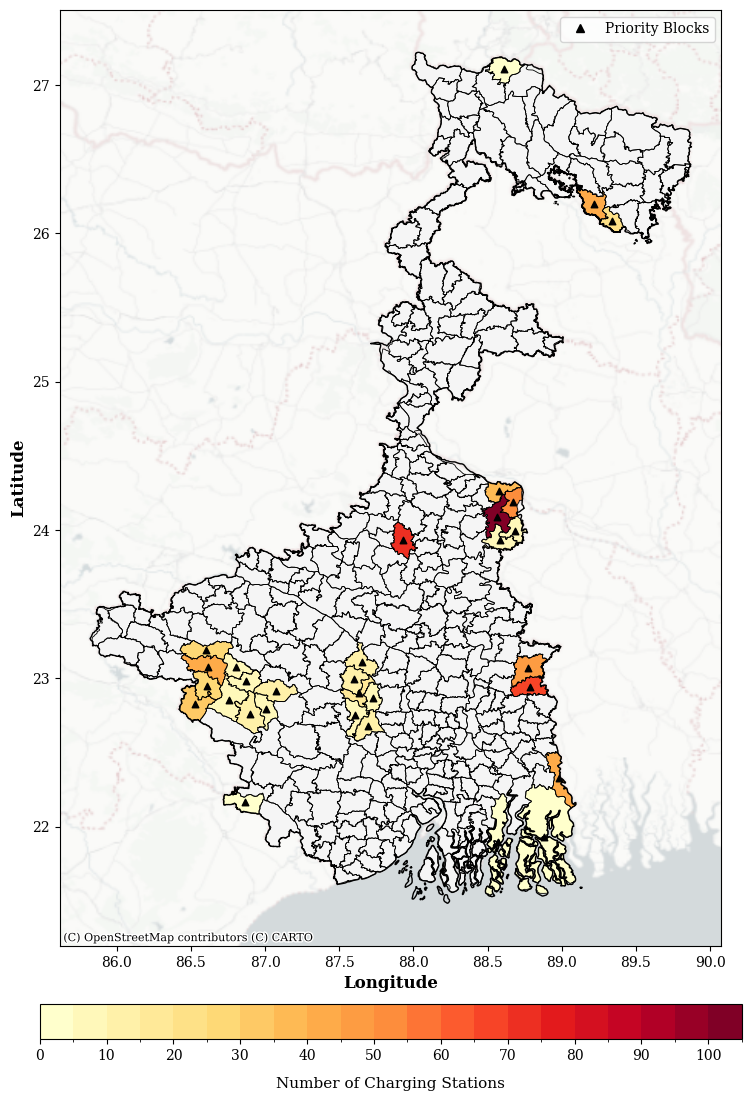 Priority Blocks
27
26
25
24
23
22
Latitude
(C) OpenStreetMap contributors (C) CARTO
86.0 86.5 87.0 87.5 88.0 88.5 89.0 89.5 90.0
Longitude
0 10 20 30 40 50 60 70 80 90 100
Number of Charging Stations